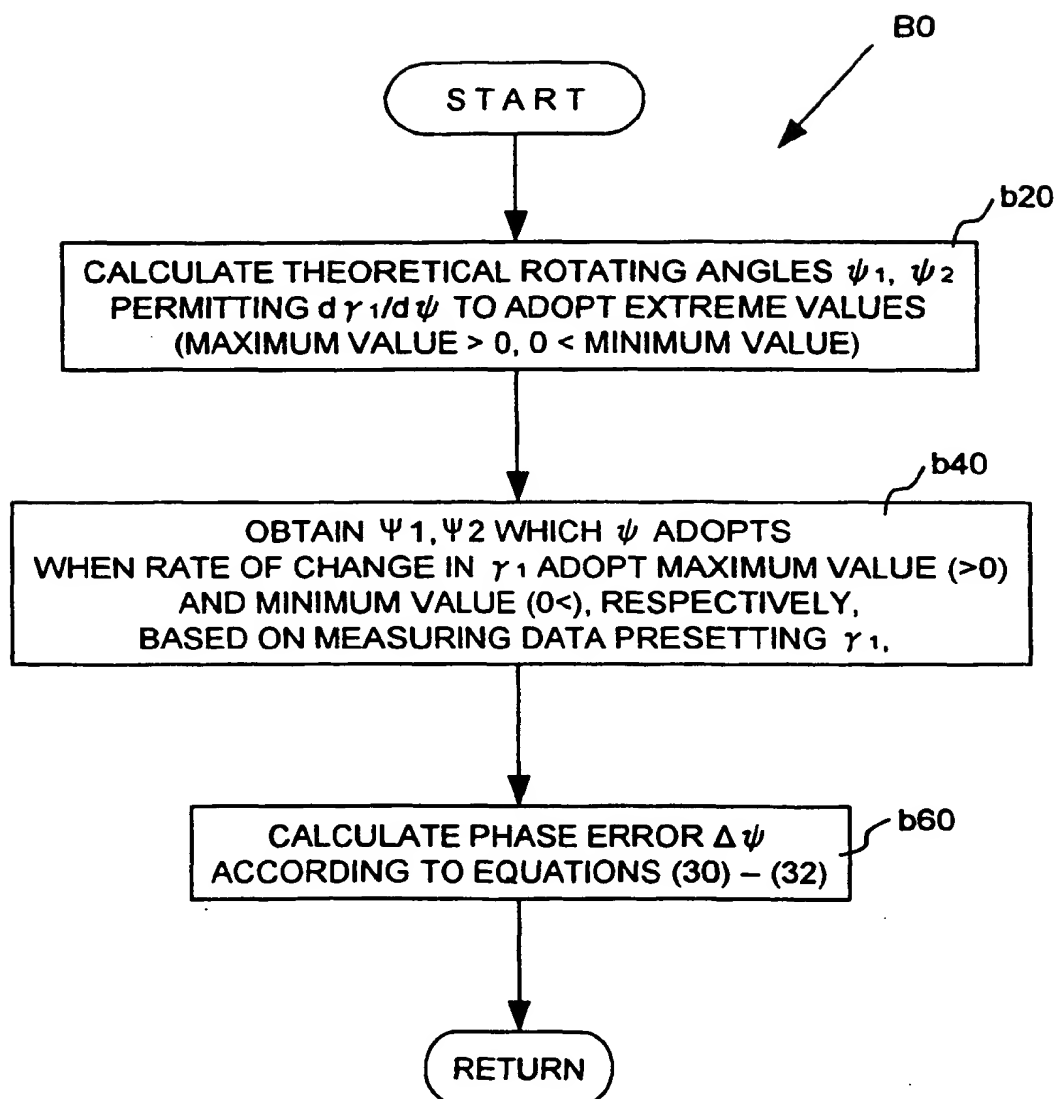 B0
START
b20
CALCULATE THEORETICAL ROTATING ANGLES ψ1, ψ2
PERMITTING dγ1/dψ TO ADOPT EXTREME VALUES
(MAXIMUM VALUE > 0, 0 < MINIMUM VALUE)
b40
OBTAIN Ψ1,Ψ2 WHICH ψ ADOPTS
WHEN RATE OF CHANGE IN γ1 ADOPT MAXIMUM VALUE (>0)
AND MINIMUM VALUE (0<), RESPECTIVELY,
BASED ON MEASURING DATA PRESETTING γ1.
b60
CALCULATE PHASE ERROR Δψ
ACCORDING TO EQUATIONS (30) – (32)
RETURN